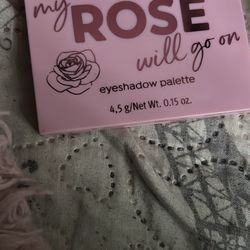 my
ROSE
will go on
eyeshadow palette
4,5 g/Net Wt. 0.15 oz.